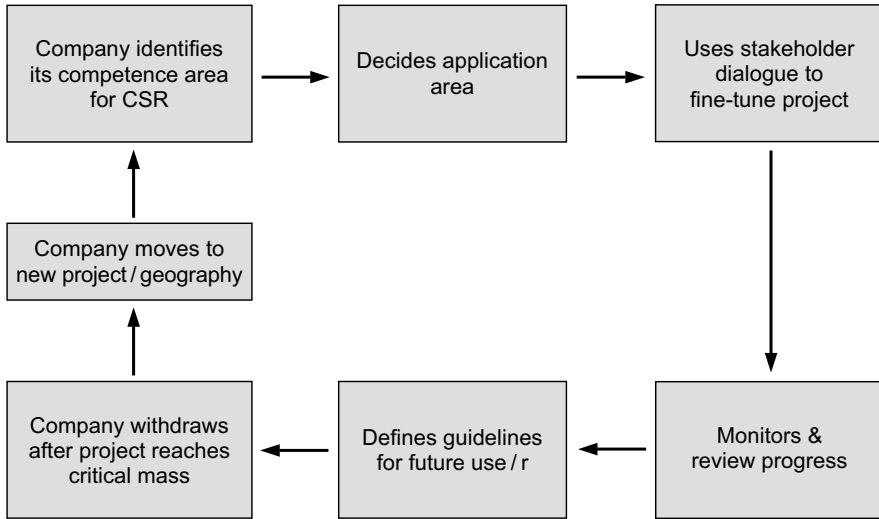 Company identifies
its competence area
for CSR
Decides application
area
Uses stakeholder
dialogue to
fine-tune project
Company moves to
new project / geography
Company withdraws
after project reaches
critical mass
Defines guidelines
for future use / r
Monitors &
review progress